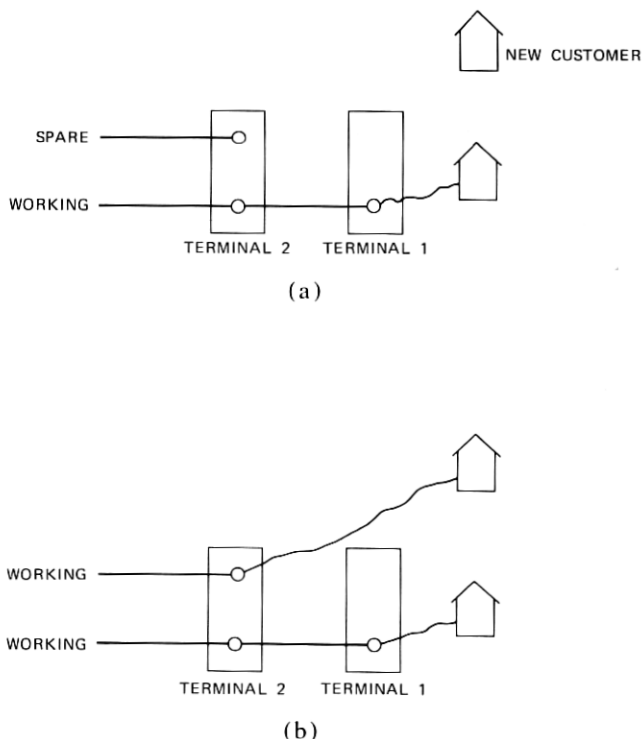 NEW CUSTOMER
SPARE
WORKING
TERMINAL 2 TERMINAL 1
(a)
WORKING
WORKING
TERMINAL 2 TERMINAL 1
(b)